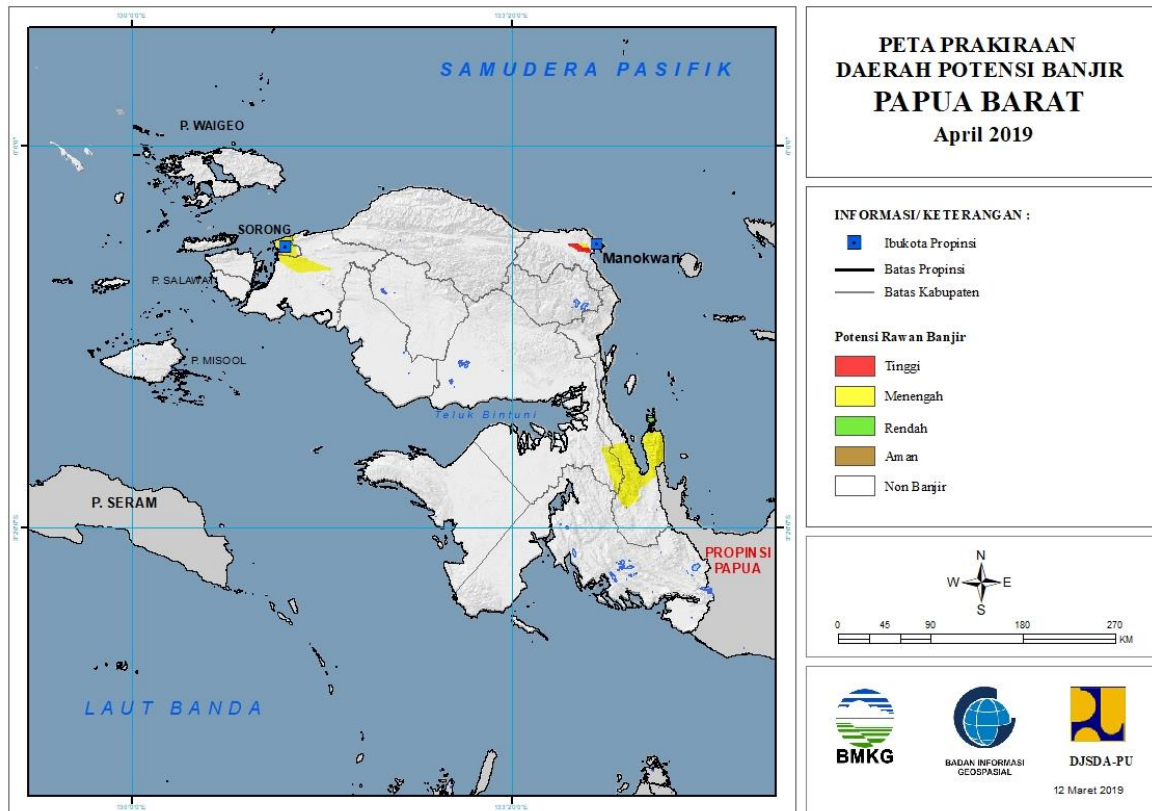 SAMUDERA PASIFIK
P. WAIGEO
SORONG
Manokwari
P. SALAWATI
P. MISOOL
Teluk Bintuni
P. SERAM
PROPINSI
PAPUA
LAUT BANDA
PETA PRAKIRAAN
DAERAH POTENSI BANJIR
PAPUA BARAT
April 2019
INFORMASI/ KETERANGAN :
Ibukota Propinsi
Batas Propinsi
Batas Kabupaten
Potensi Rawan Banjir
Tinggi
Menengah
Rendah
Aman
Non Banjir
N
W E
S
0 45 90 180 270
KM
BMKG
BADAN INFORMASI
GEOSPASIAL
DJSDA-PU
12 Maret 2019